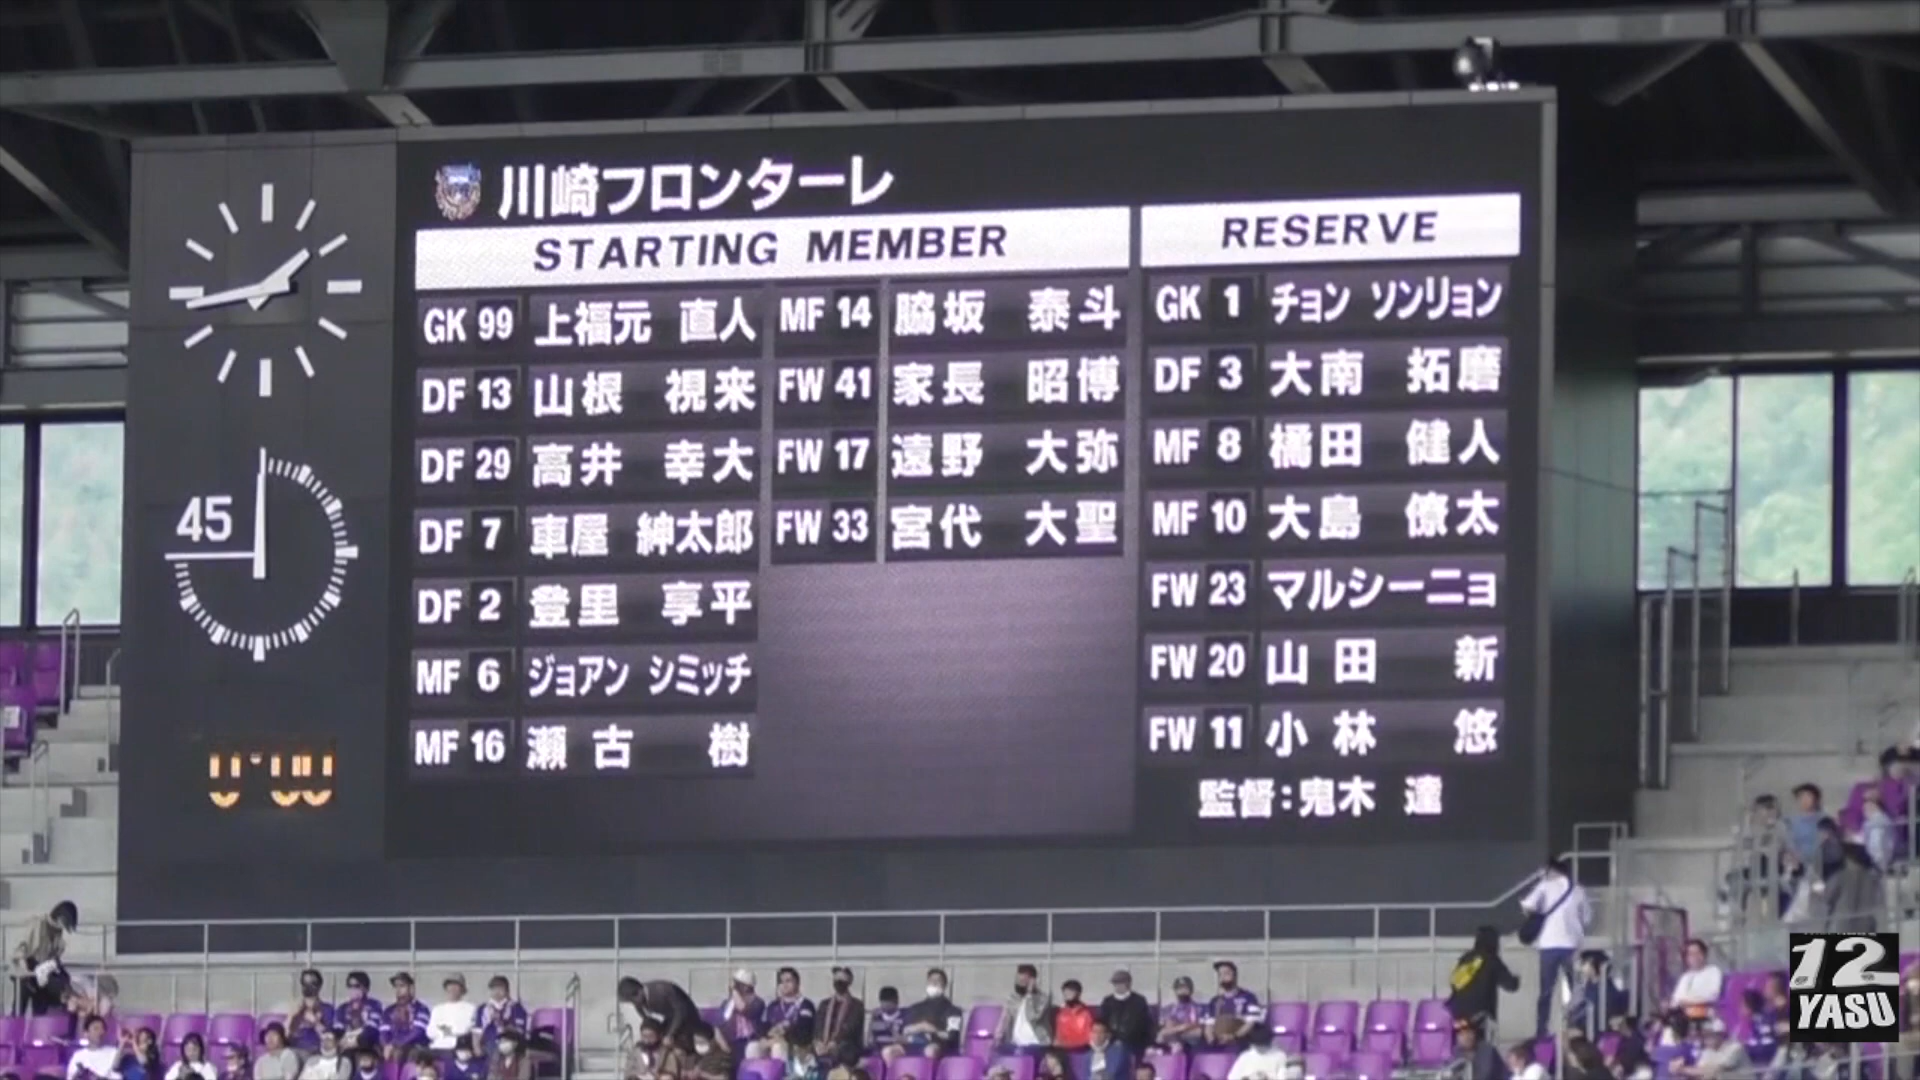 川崎フロンターレ
STARTING MEMBER
GK 99 上福元 直人
DF 13 山根 視来
DF 29 高井 幸大
DF 7 車屋 紳太郎
DF 2 登里 享平
MF 6 ジョアン シミッチ
MF 16 瀬古 樹
MF 14 脇坂 泰斗
FW 41 家長 昭博
FW 17 遠野 大弥
FW 33 宮代 大聖
RESERVE
GK 1 チョン ソンリョン
DF 3 大南 拓磨
MF 8 橘田 健人
MF 10 大島 僚太
FW 23 マルシーニョ
FW 20 山田 新
FW 11 小林 悠
監督:鬼木 達
45
12
YASU